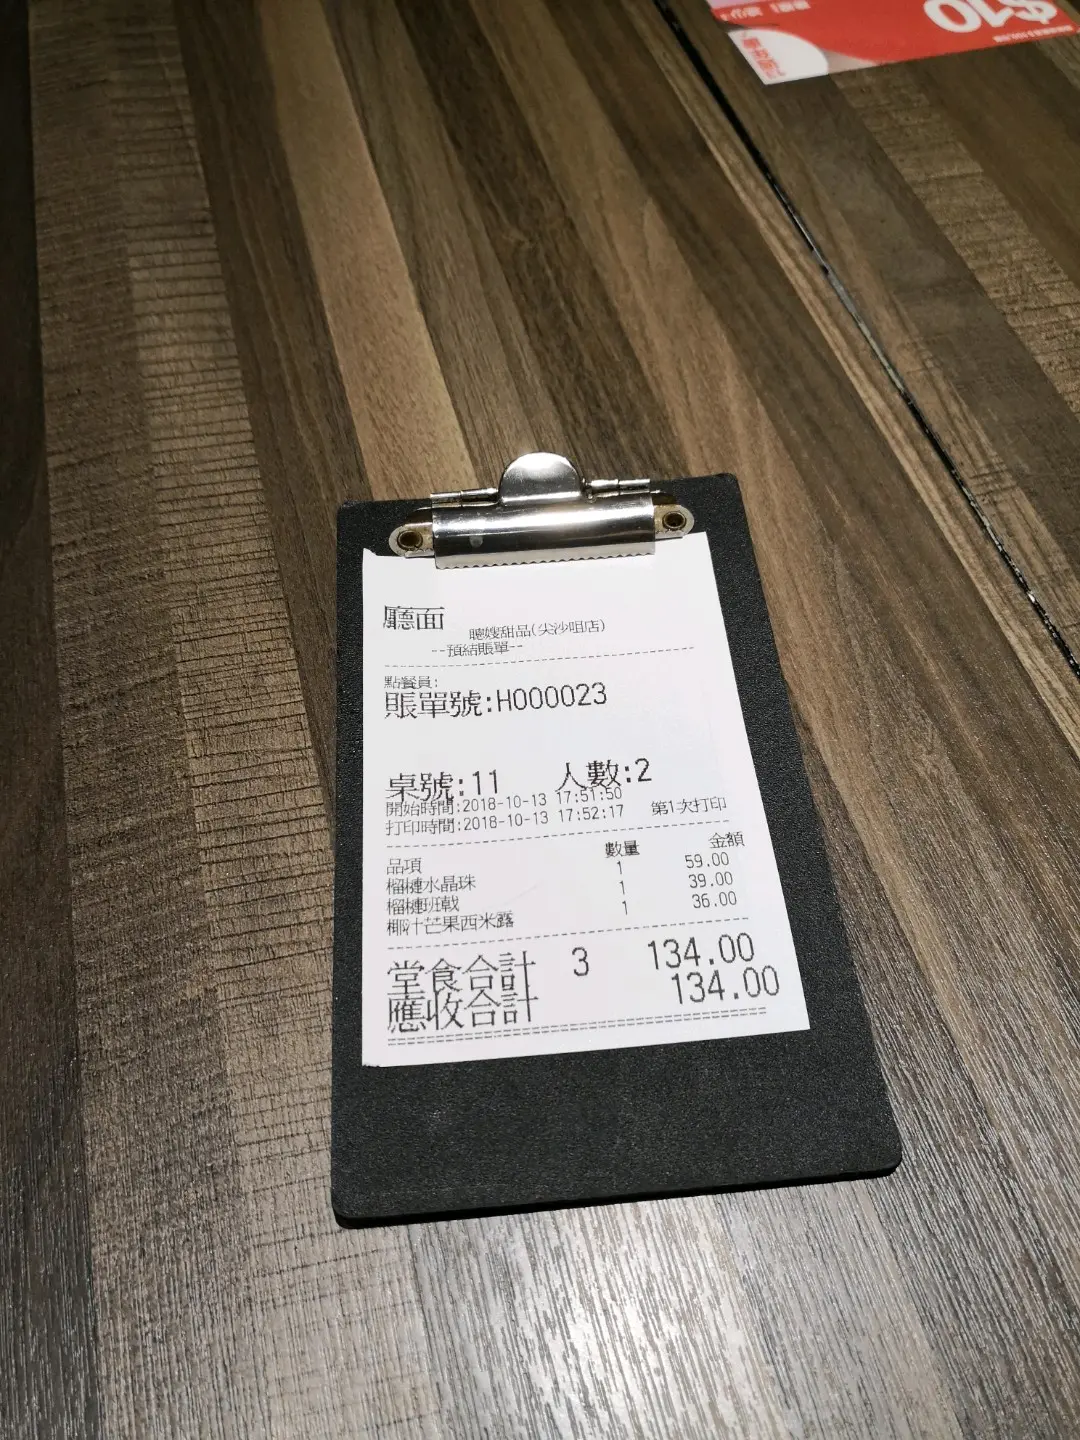 $10
廳面
聰嫂甜品(尖沙咀店)
--預結賬單--
點餐員:
賬單號:H000023
桌號:11 人數:2
開始時間:2018-10-13 17:51:50
打印時間:2018-10-13 17:52:17 第1次打印
品項 數量 金額
榴槤水晶珠 1 59.00
榴槤班戟 1 39.00
椰汁芒果西米露 1 36.00
堂食合計 3 134.00
應收合計 134.00